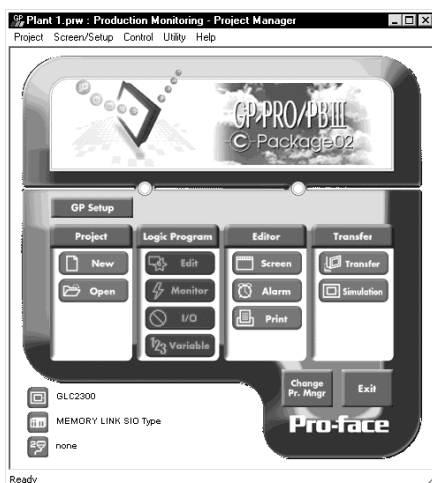 Plant 1.prw : Production Monitoring - Project Manager
Project Screen/Setup Control Utility Help
GP-PRO/PBIII
C-Package02
GP Setup
Project Logic Program Editor Transfer
New Edit Screen Transfer
Open Monitor Alarm Simulation
I/O Print
123 Variable
Change Pr. Mngr Exit
GLC2300
MEMORY LINK SIO Type
none
Pro-face
Ready